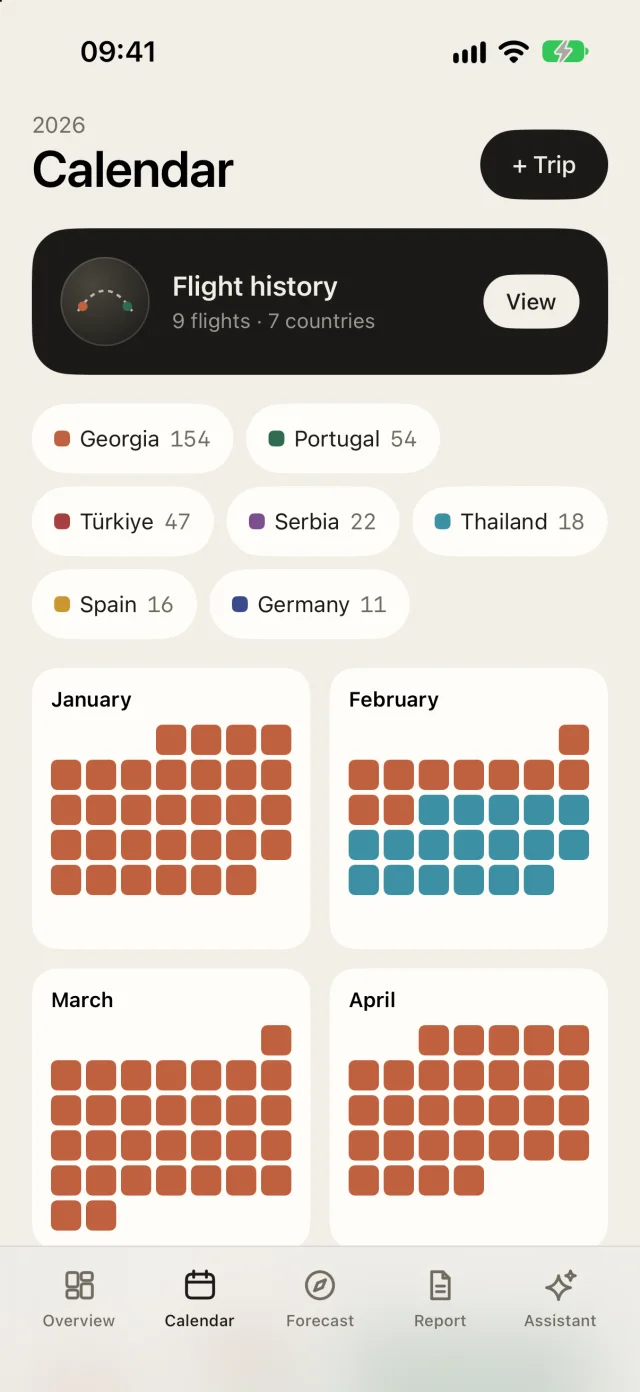 09:41
2026
Calendar
+ Trip
Flight history
9 flights · 7 countries
View
Georgia 154
Portugal 54
Türkiye 47
Serbia 22
Thailand 18
Spain 16
Germany 11
January
February
March
April
Overview
Calendar
Forecast
Report
Assistant